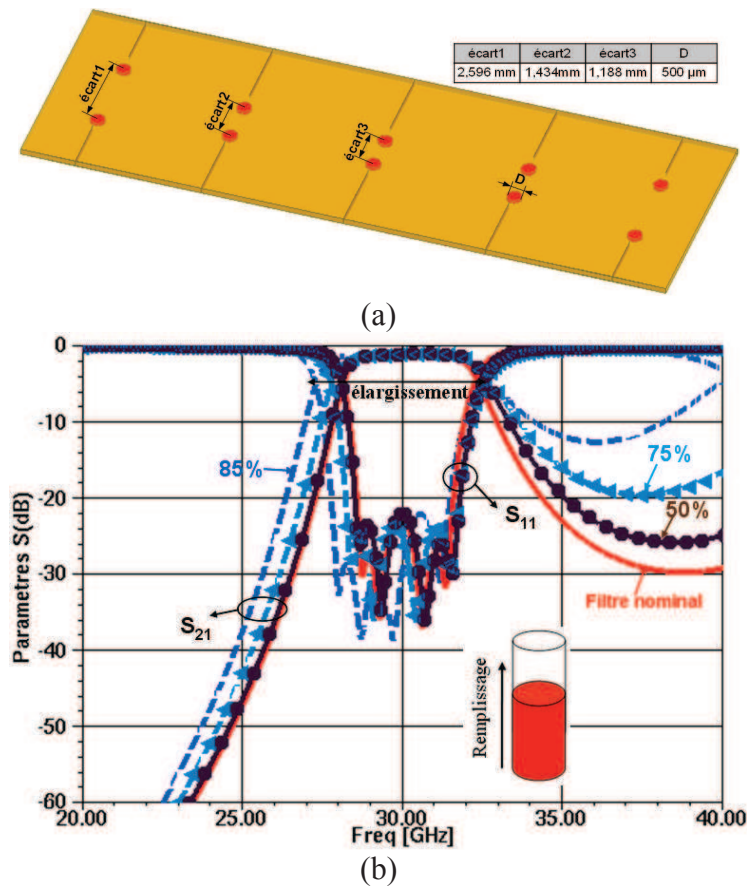 écart1 écart2 écart3 D
2,596 mm 1,434mm 1,188 mm 500 µm
écart1
écart2
écart3
D
(a)
0
-10
-20
-30
-40
-50
-60
Parametres S(dB)
élargissement
85%
75%
50%
S11
S21
Filtre nominal
Remplissage
20.00 25.00 30.00 35.00 40.00
Freq [GHz]
(b)